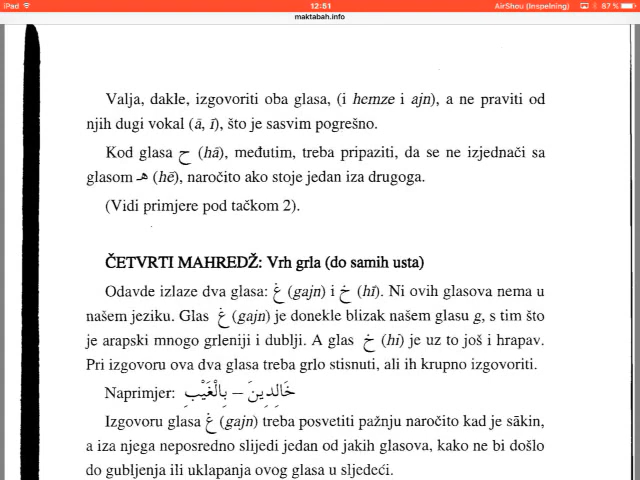 iPad 12:51 AirShou (Inspelning) 87 %
maktabah.info
Valja, dakle, izgovoriti oba glasa, (i hemze i ajn), a ne praviti od
njih dugi vokal (ā, ī), što je sasvim pogrešno.
Kod glasa ح (hā), međutim, treba pripaziti, da se ne izjednači sa
glasom هـ (hē), naročito ako stoje jedan iza drugoga.
(Vidi primjere pod tačkom 2).
ČETVRTI MAHREDŽ: Vrh grla (do samih usta)
Odavde izlaze dva glasa: غ (gajn) i خ (hī). Ni ovih glasova nema u
našem jeziku. Glas غ (gajn) je donekle blizak našem glasu g, s tim što
je arapski mnogo grleniji i dublji. A glas خ (hi) je uz to još i hrapav.
Pri izgovoru ova dva glasa treba grlo stisnuti, ali ih krupno izgovoriti.
Naprimjer: خَالِدِينَ – بِالْغَيْبِ
Izgovoru glasa غ (gajn) treba posvetiti pažnju naročito kad je sākin,
a iza njega neposredno slijedi jedan od jakih glasova, kako ne bi došlo
do gubljenja ili uklapanja ovog glasa u sljedeći.